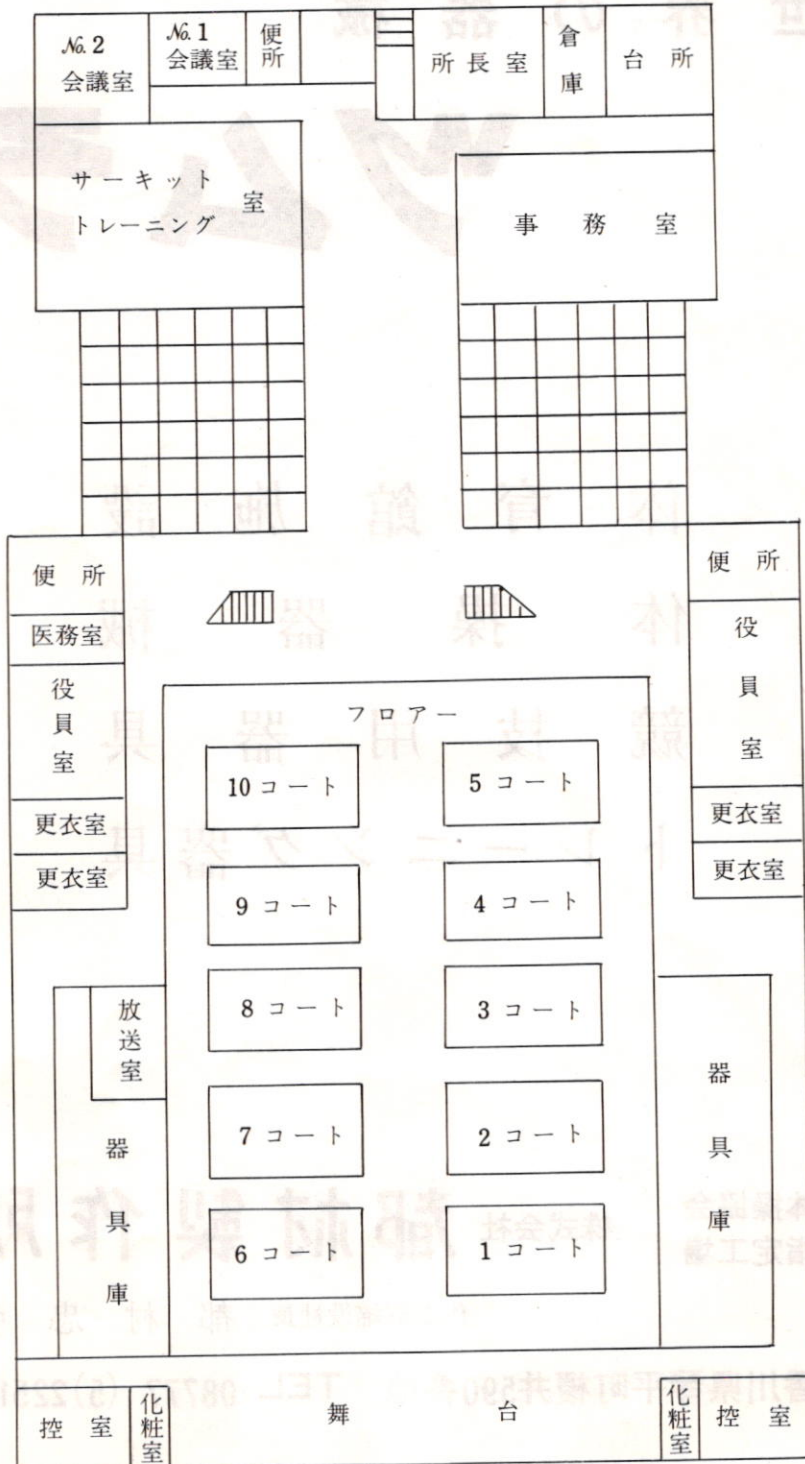 No.2
会議室
No.1
会議室
便所
所長室
倉庫
台所
サーキット
トレーニング
室
事務室
便所
医務室
役員室
更衣室
更衣室
便所
役員室
更衣室
更衣室
フロアー
10コート
5コート
9コート
4コート
8コート
3コート
7コート
2コート
6コート
1コート
放送室
器具庫
器具庫
控室
化粧室
舞台
化粧室
控室